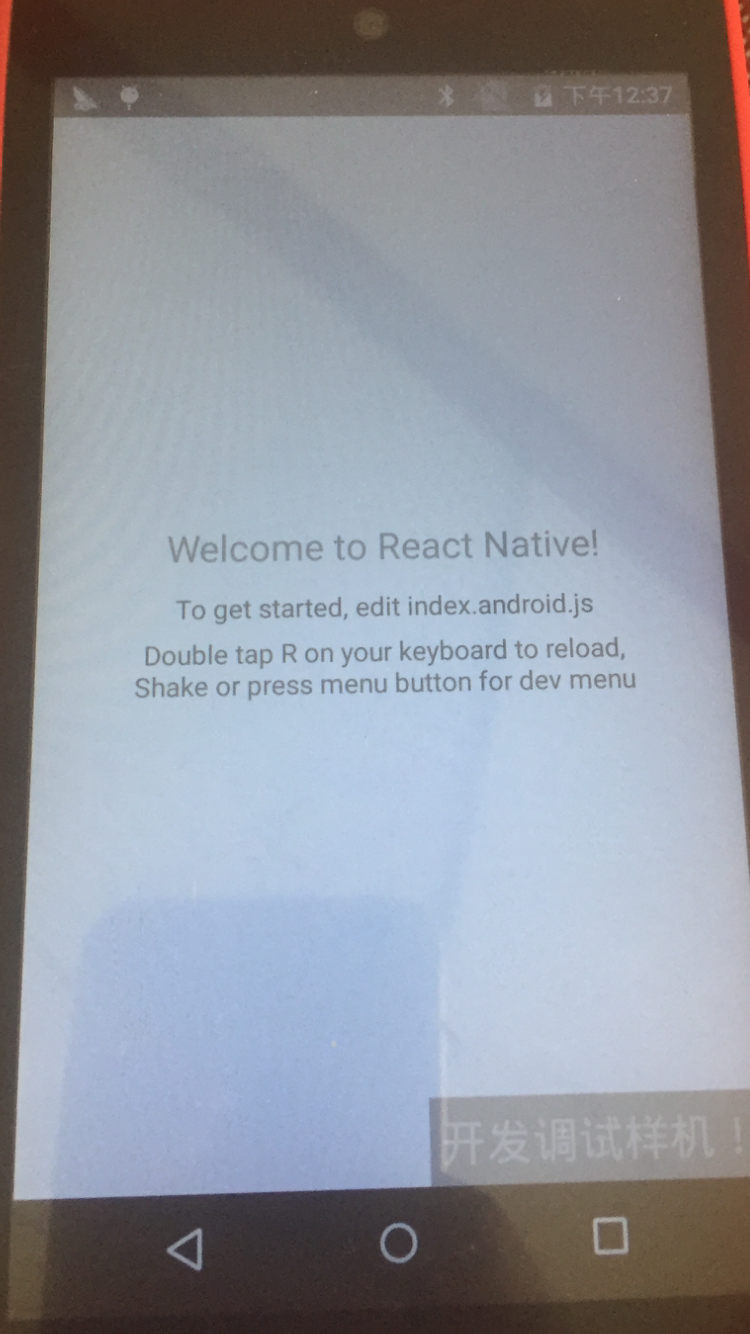 下午12:37
Welcome to React Native!
To get started, edit index.android.js
Double tap R on your keyboard to reload,
Shake or press menu button for dev menu
开发调试样机！